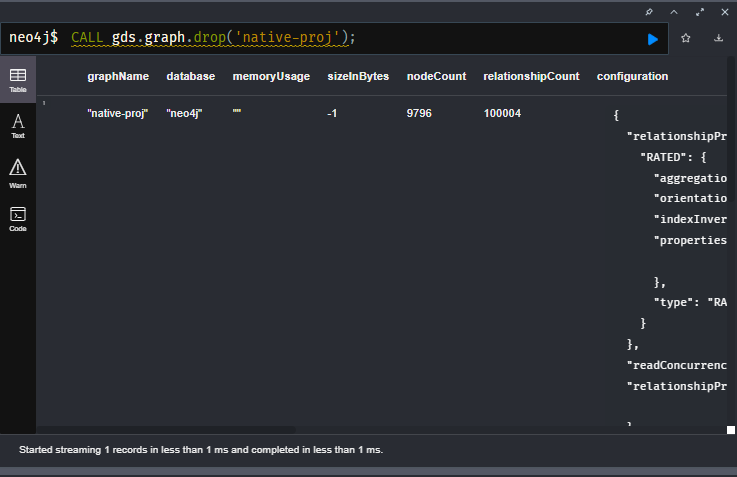 neo4j$ CALL gds.graph.drop('native-proj');
Table
Text
Warn
Code
graphName database memoryUsage sizeInBytes nodeCount relationshipCount configuration
1 "native-proj" "neo4j" "" -1 9796 100004 {
"relationshipPr
"RATED": {
"aggregatio
"orientatio
"indexInver
"properties
},
"type": "RA
}
},
"readConcurrenc
"relationshipPr
Started streaming 1 records in less than 1 ms and completed in less than 1 ms.